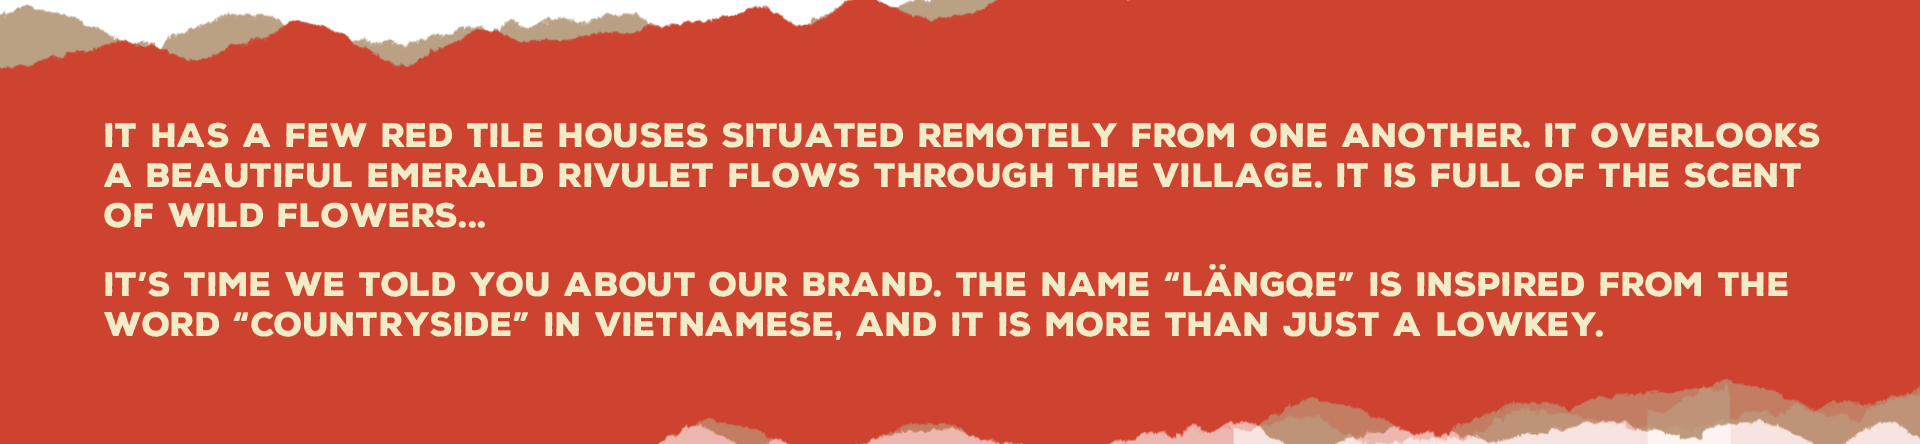 IT HAS A FEW RED TILE HOUSES SITUATED REMOTELY FROM ONE ANOTHER. IT OVERLOOKS
A BEAUTIFUL EMERALD RIVULET FLOWS THROUGH THE VILLAGE. IT IS FULL OF THE SCENT
OF WILD FLOWERS...
IT'S TIME WE TOLD YOU ABOUT OUR BRAND. THE NAME “LÄNGQE” IS INSPIRED FROM THE
WORD “COUNTRYSIDE” IN VIETNAMESE, AND IT IS MORE THAN JUST A LOWKEY.